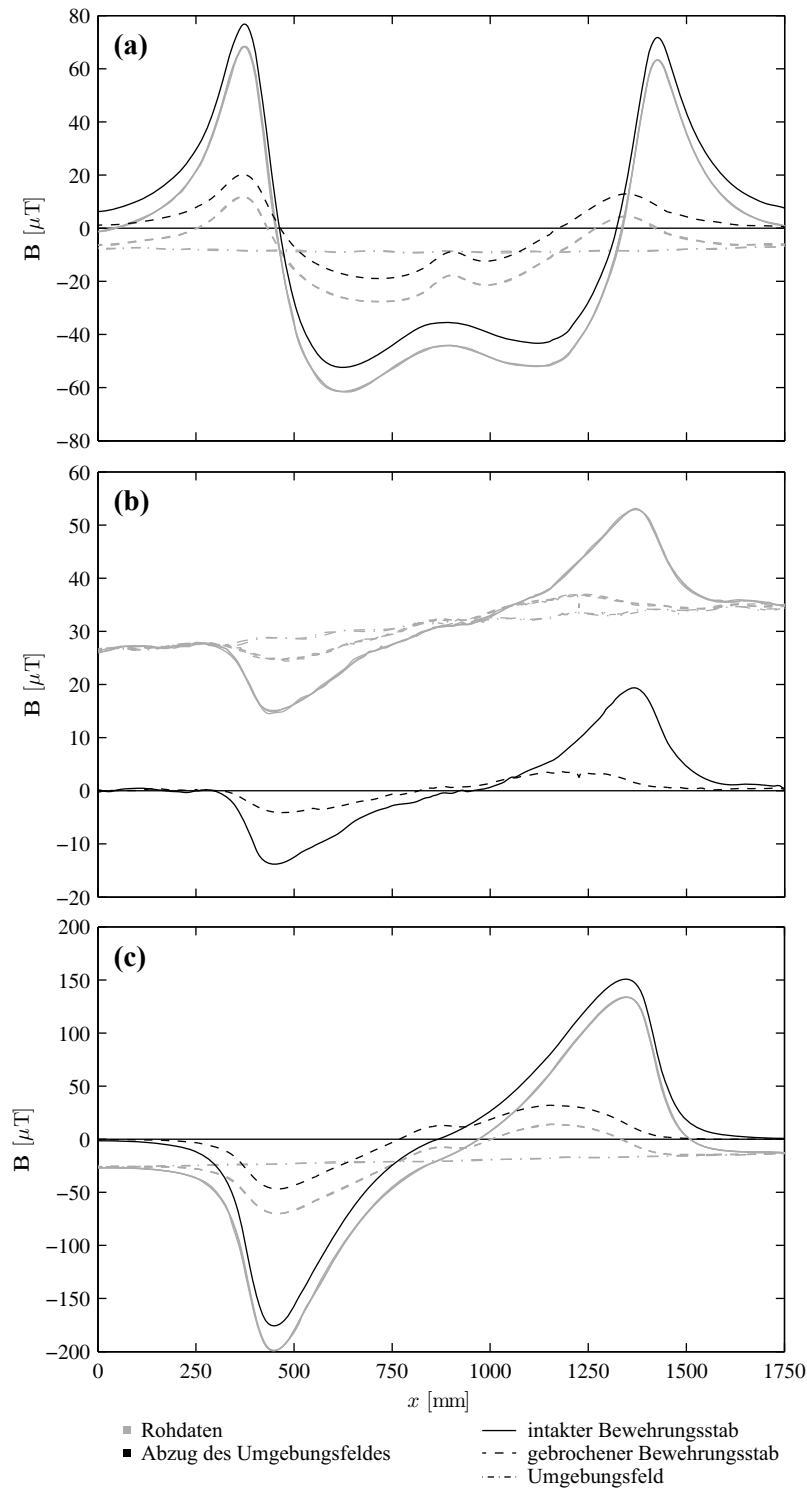 (a)
80
60
40
20
0
−20
−40
−60
−80
B [μT]
(b)
60
50
40
30
20
10
0
−10
−20
B [μT]
(c)
200
150
100
50
0
−50
−100
−150
−200
B [μT]
0 250 500 750 1000 1250 1500 1750
x [mm]
Rohdaten
Abzug des Umgebungsfeldes
intakter Bewehrungsstab
gebrochener Bewehrungsstab
Umgebungsfeld